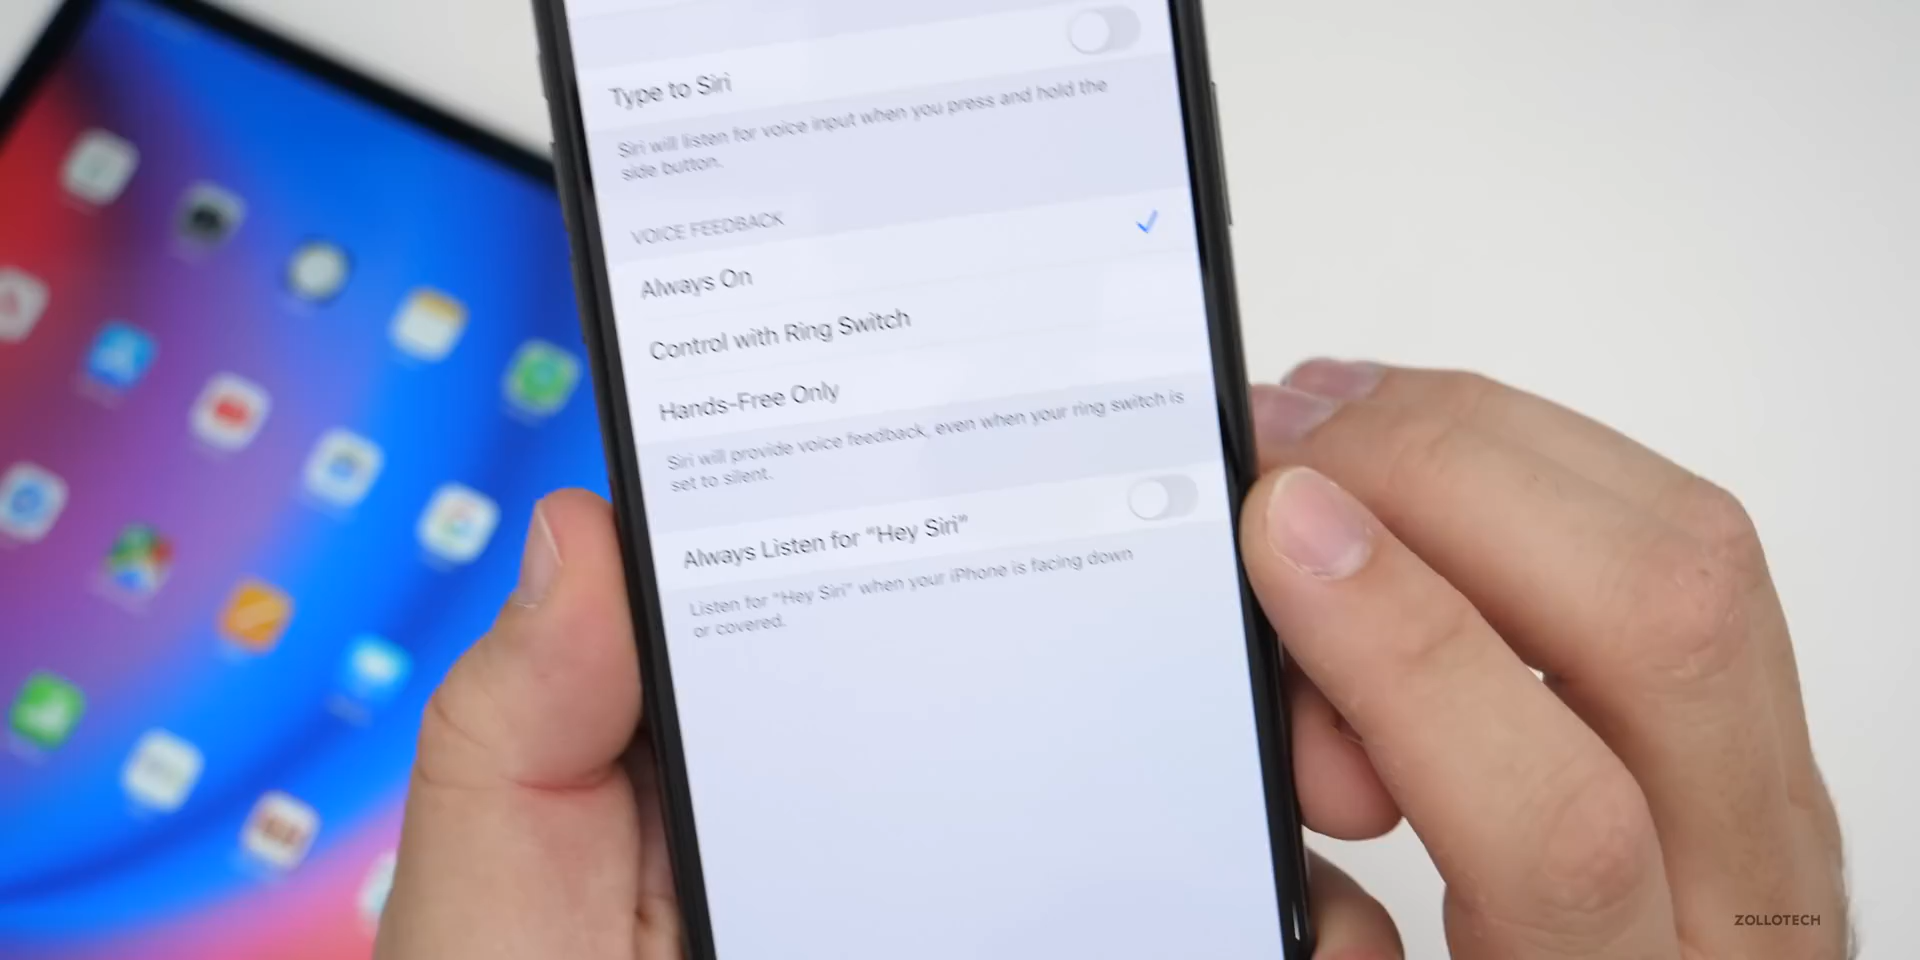 Type to Siri
Siri will listen for voice input when you press and hold the
side button.
VOICE FEEDBACK
Always On
Control with Ring Switch
Hands-Free Only
Siri will provide voice feedback, even when your ring switch is
set to silent.
Always Listen for "Hey Siri"
Listen for "Hey Siri" when your iPhone is facing down
or covered.
ZOLLOTECH